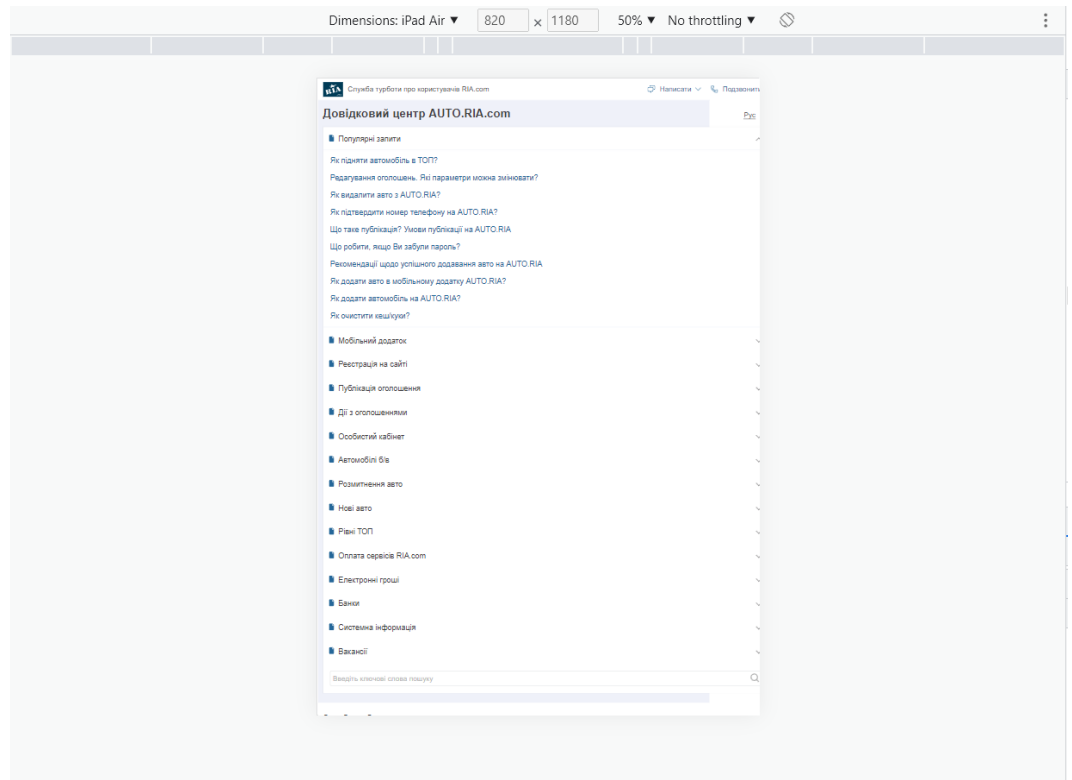 Dimensions: iPad Air ▼ 820 × 1180 50% ▼ No throttling ▼
RIA Служба турботи про користувачів RIA.com Написати Подзвонити
Довідковий центр AUTO.RIA.com Рус
Популярні запити
Як підняти автомобіль в ТОП?
Редагування оголошень. Які параметри можна змінювати?
Як видалити авто з AUTO.RIA?
Як підтвердити номер телефону на AUTO.RIA?
Що таке публікація? Умови публікації на AUTO.RIA
Що робити, якщо Ви забули пароль?
Рекомендації щодо успішного додавання авто на AUTO.RIA
Як додати авто в мобільному додатку AUTO.RIA?
Як додати автомобіль на AUTO.RIA?
Як очистити кеш/куки?
Мобільний додаток
Реєстрація на сайті
Публікація оголошення
Дії з оголошеннями
Особистий кабінет
Автомобілі б/в
Розмитнення авто
Нові авто
Рівні ТОП
Оплата сервісів RIA.com
Електронні гроші
Банки
Системна інформація
Вакансії
Введіть ключові слова пошуку